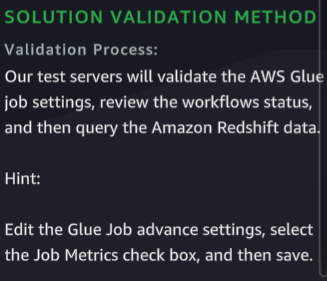 SOLUTION VALIDATION METHOD
Validation Process:
Our test servers will validate the AWS Glue
job settings, review the workflows status,
and then query the Amazon Redshift data.
Hint:
Edit the Glue Job advance settings, select
the Job Metrics check box, and then save.